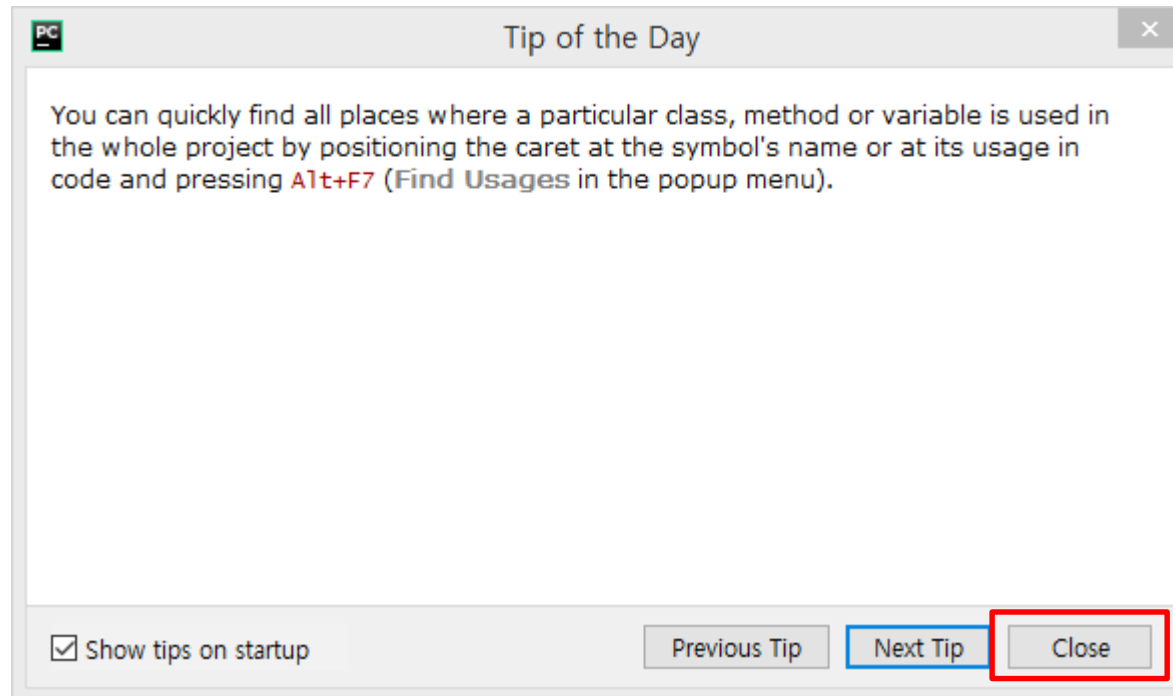 PC
Tip of the Day
You can quickly find all places where a particular class, method or variable is used in
the whole project by positioning the caret at the symbol's name or at its usage in
code and pressing Alt+F7 (Find Usages in the popup menu).
Show tips on startup
Previous Tip
Next Tip
Close